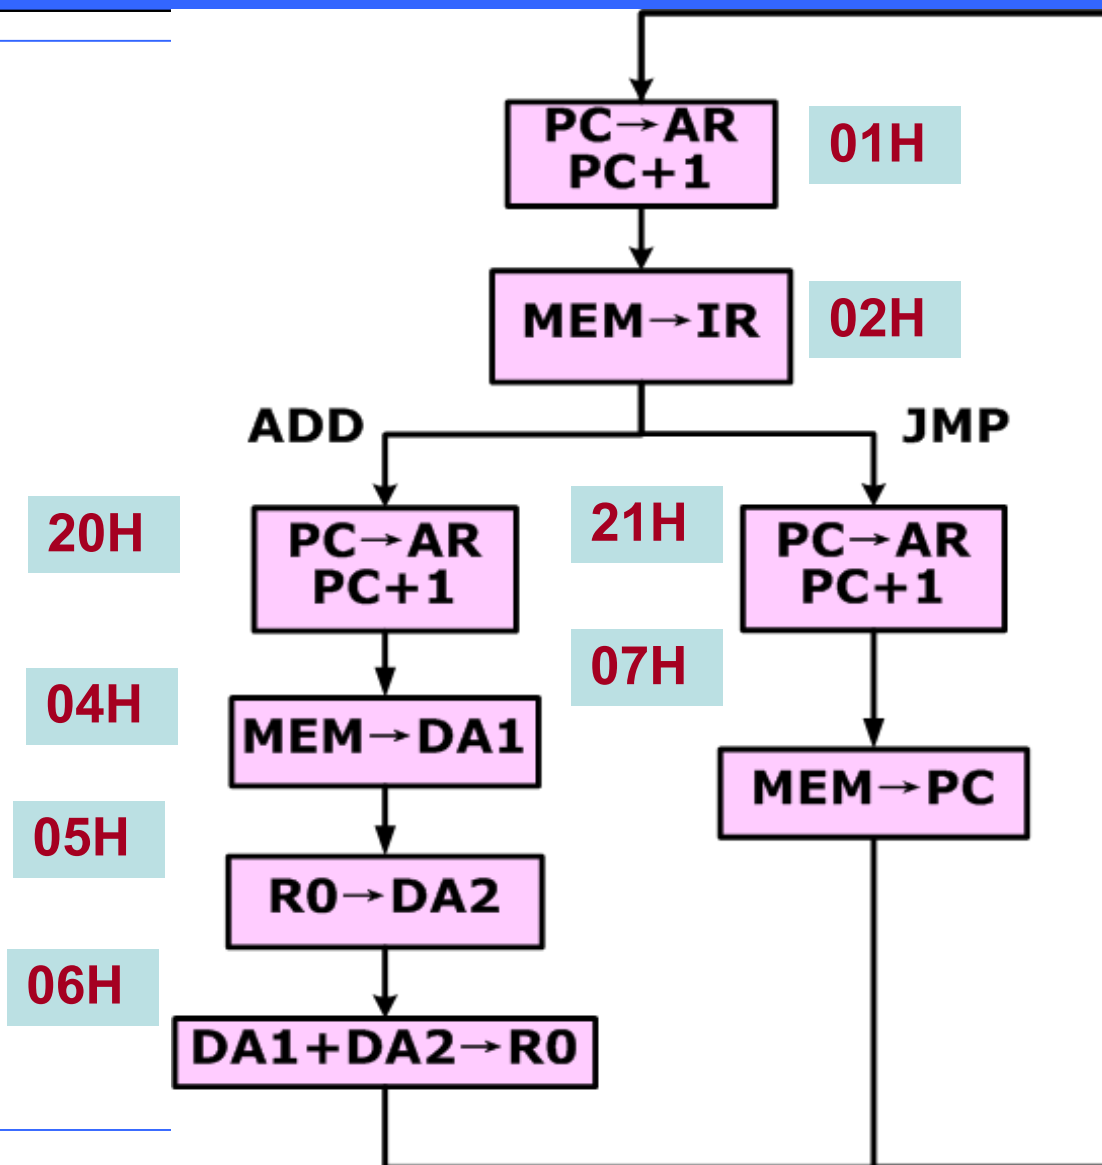 PC→AR
PC+1
01H
MEM→IR
02H
ADD
JMP
20H
PC→AR
PC+1
21H
PC→AR
PC+1
04H
MEM→DA1
07H
MEM→PC
05H
R0→DA2
06H
DA1+DA2→R0